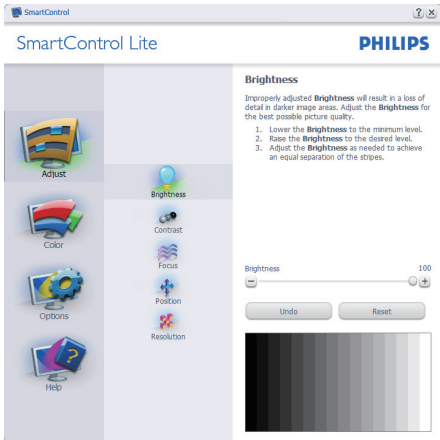 SmartControl
? x
SmartControl Lite
PHILIPS
Adjust
Color
Options
Help
Brightness
Contrast
Focus
Position
Resolution
Brightness
Improperly adjusted Brightness will result in a loss of
detail in darker image areas. Adjust the Brightness for
the best possible picture quality.
1. Lower the Brightness to the minimum level.
2. Raise the Brightness to the desired level.
3. Adjust the Brightness as needed to achieve
an equal separation of the stripes.
Brightness 100
Undo Reset